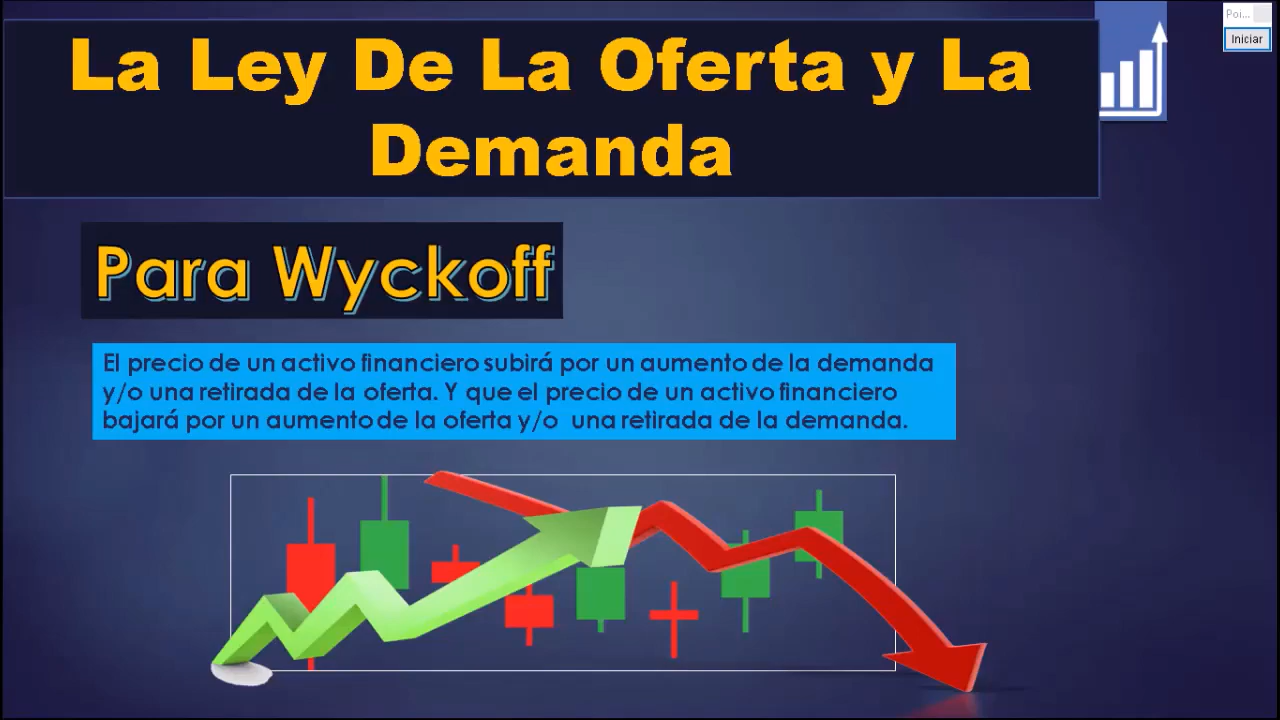 La Ley De La Oferta y La
Demanda
Poi...
Iniciar
Para Wyckoff
El precio de un activo financiero subirá por un aumento de la demanda
y/o una retirada de la oferta. Y que el precio de un activo financiero
bajará por un aumento de la oferta y/o una retirada de la demanda.